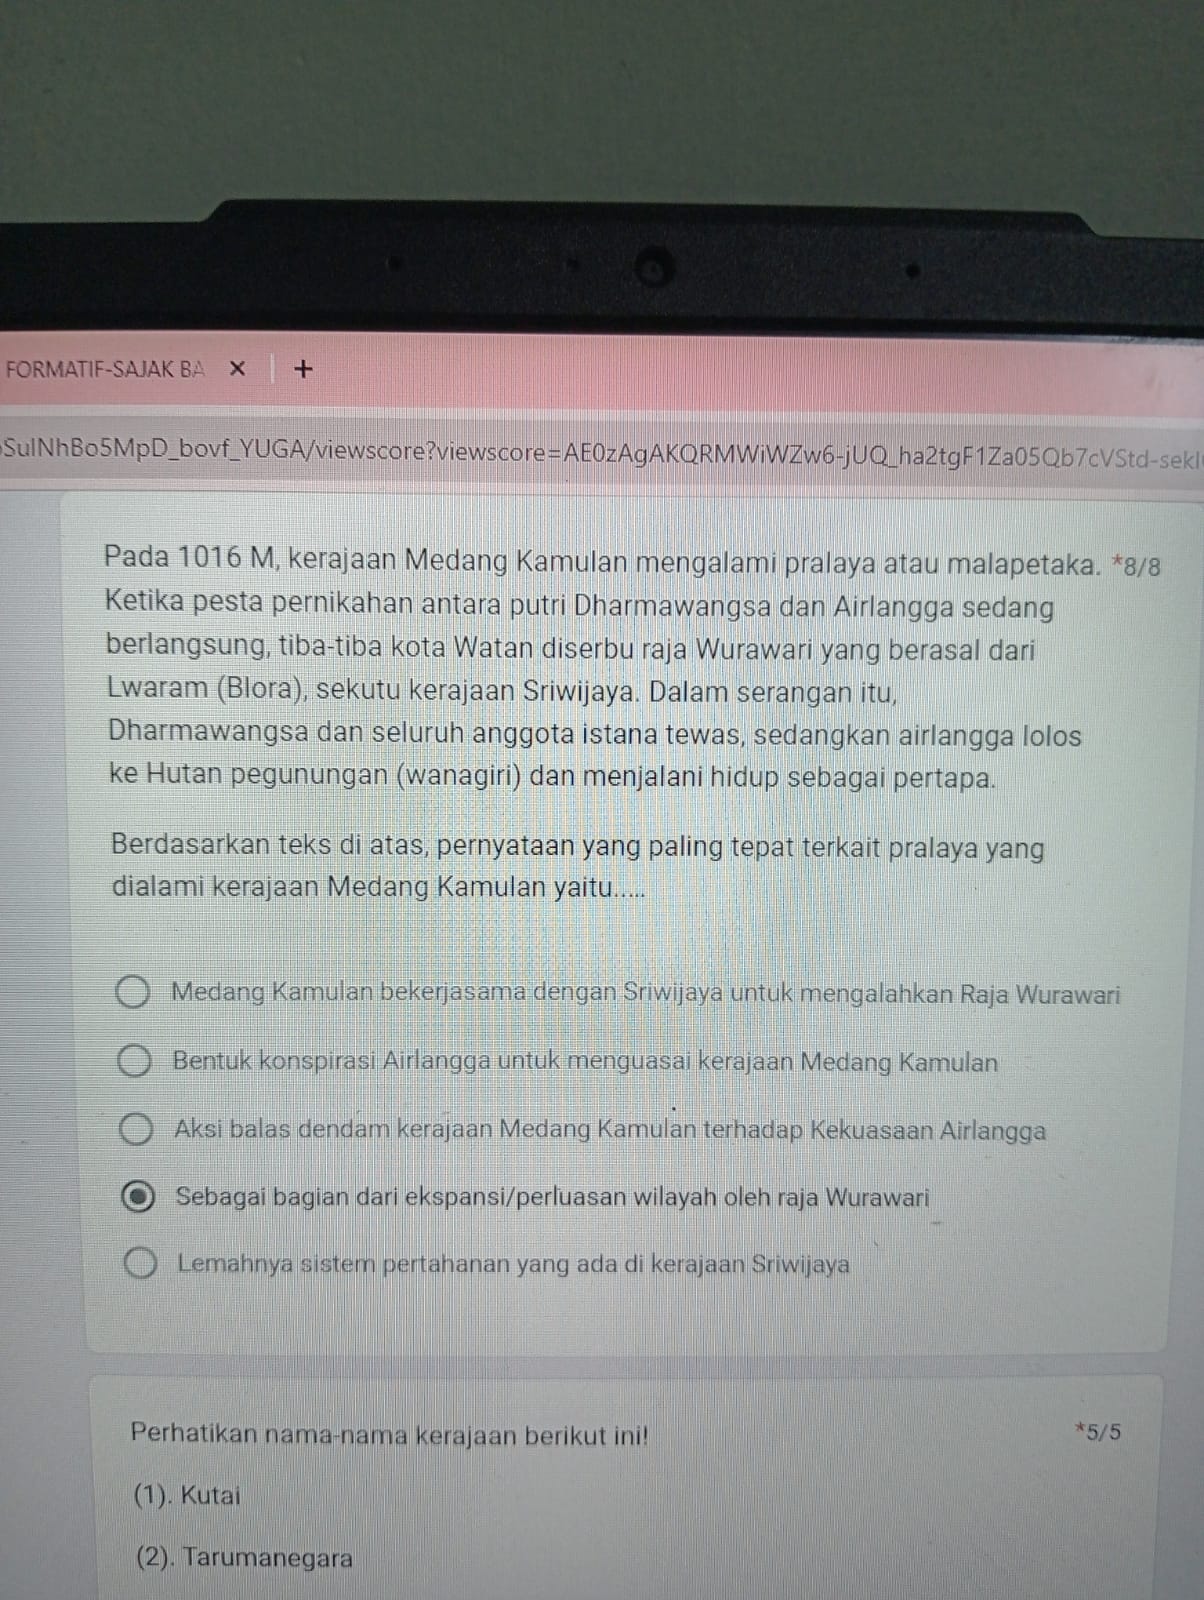 FORMATIF-SAJAK BA × +
SulNhBo5MpD_bovf_YUGA/viewscore?viewscore=AE0zAgAKQRMWiWZw6-jUQ_ha2tgF1Za05Qb7cVStd-sekl
Pada 1016 M, kerajaan Medang Kamulan mengalami pralaya atau malapetaka. *8/8
Ketika pesta pernikahan antara putri Dharmawangsa dan Airlangga sedang
berlangsung, tiba-tiba kota Watan diserbu raja Wurawari yang berasal dari
Lwaram (Blora), sekutu kerajaan Sriwijaya. Dalam serangan itu,
Dharmawangsa dan seluruh anggota istana tewas, sedangkan airlangga lolos
ke Hutan pegunungan (wanagiri) dan menjalani hidup sebagai pertapa.
Berdasarkan teks di atas, pernyataan yang paling tepat terkait pralaya yang
dialami kerajaan Medang Kamulan yaitu.....
Medang Kamulan bekerjasama dengan Sriwijaya untuk mengalahkan Raja Wurawari
Bentuk konspirasi Airlangga untuk menguasai kerajaan Medang Kamulan
Aksi balas dendam kerajaan Medang Kamulan terhadap Kekuasaan Airlangga
Sebagai bagian dari ekspansi/perluasan wilayah oleh raja Wurawari
Lemahnya sistem pertahanan yang ada di kerajaan Sriwijaya
Perhatikan nama-nama kerajaan berikut ini! *5/5
(1). Kutai
(2). Tarumanegara